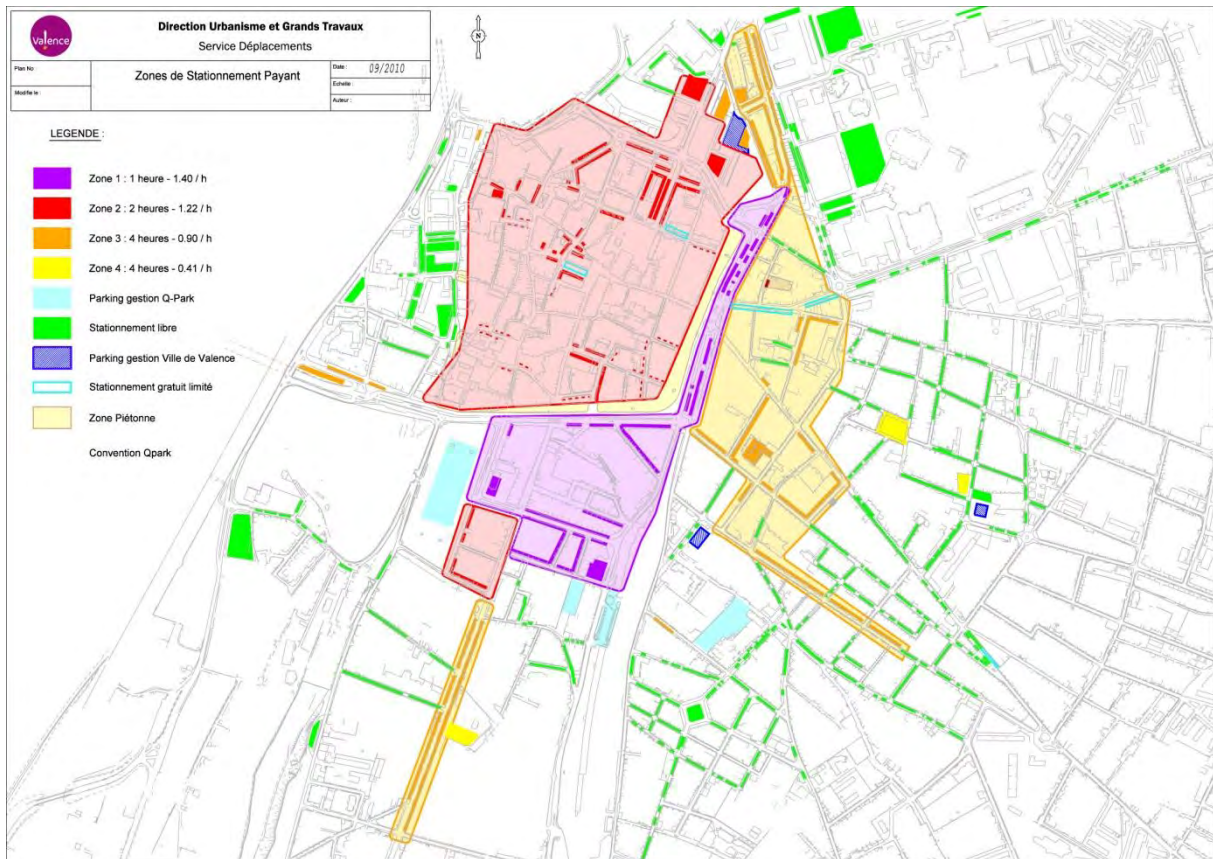 Valence
Direction Urbanisme et Grands Travaux
Service Déplacements
Plan No
Modifié le :
Zones de Stationnement Payant
Date : 09/2010
Echelle :
Auteur :
N
LEGENDE :
Zone 1 : 1 heure - 1.40 / h
Zone 2 : 2 heures - 1.22 / h
Zone 3 : 4 heures - 0.90 / h
Zone 4 : 4 heures - 0.41 / h
Parking gestion Q-Park
Stationnement libre
Parking gestion Ville de Valence
Stationnement gratuit limité
Zone Piétonne
Convention Qpark